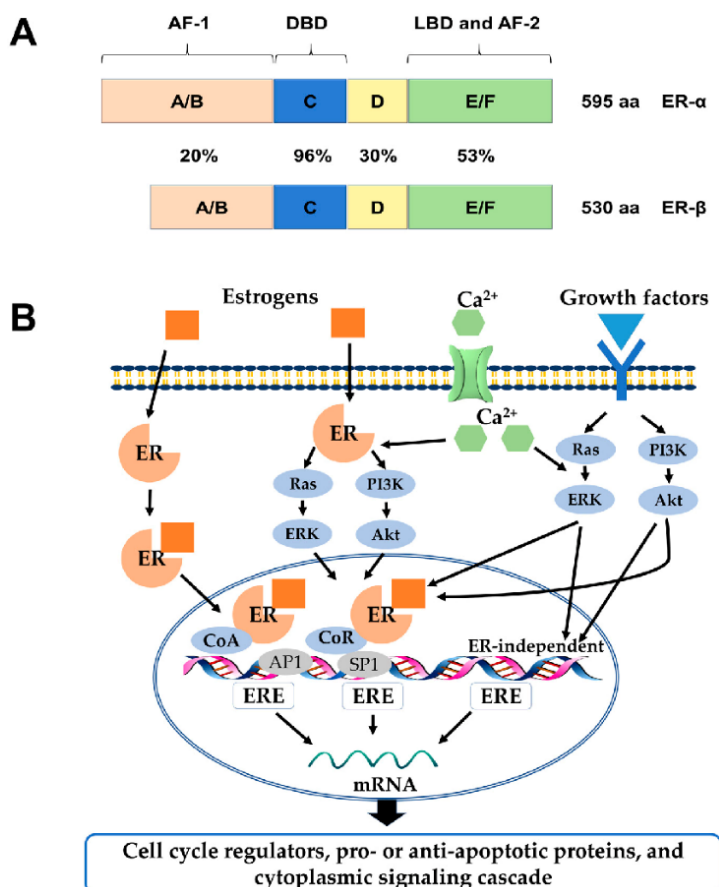 A
AF-1 DBD LBD and AF-2
A/B C D E/F 595 aa ER-α
20% 96% 30% 53%
A/B C D E/F 530 aa ER-β
B
Estrogens Ca²⁺ Growth factors
ER ER Ca²⁺
Ras PI3K Ras PI3K
ERK Akt ERK Akt
ER
ER ER
CoA CoR ER-independent
AP1 SP1
ERE ERE ERE
mRNA
Cell cycle regulators, pro- or anti-apoptotic proteins, and
cytoplasmic signaling cascade